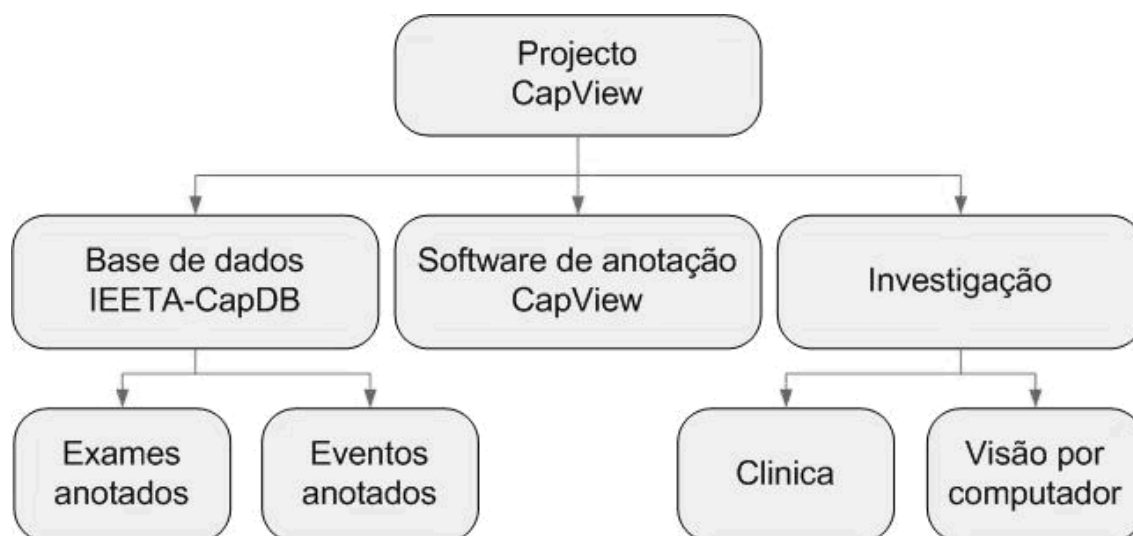 Projecto
CapView
Base de dados
IEETA-CapDB
Software de anotação
CapView
Investigação
Exames
anotados
Eventos
anotados
Clinica
Visão por
computador